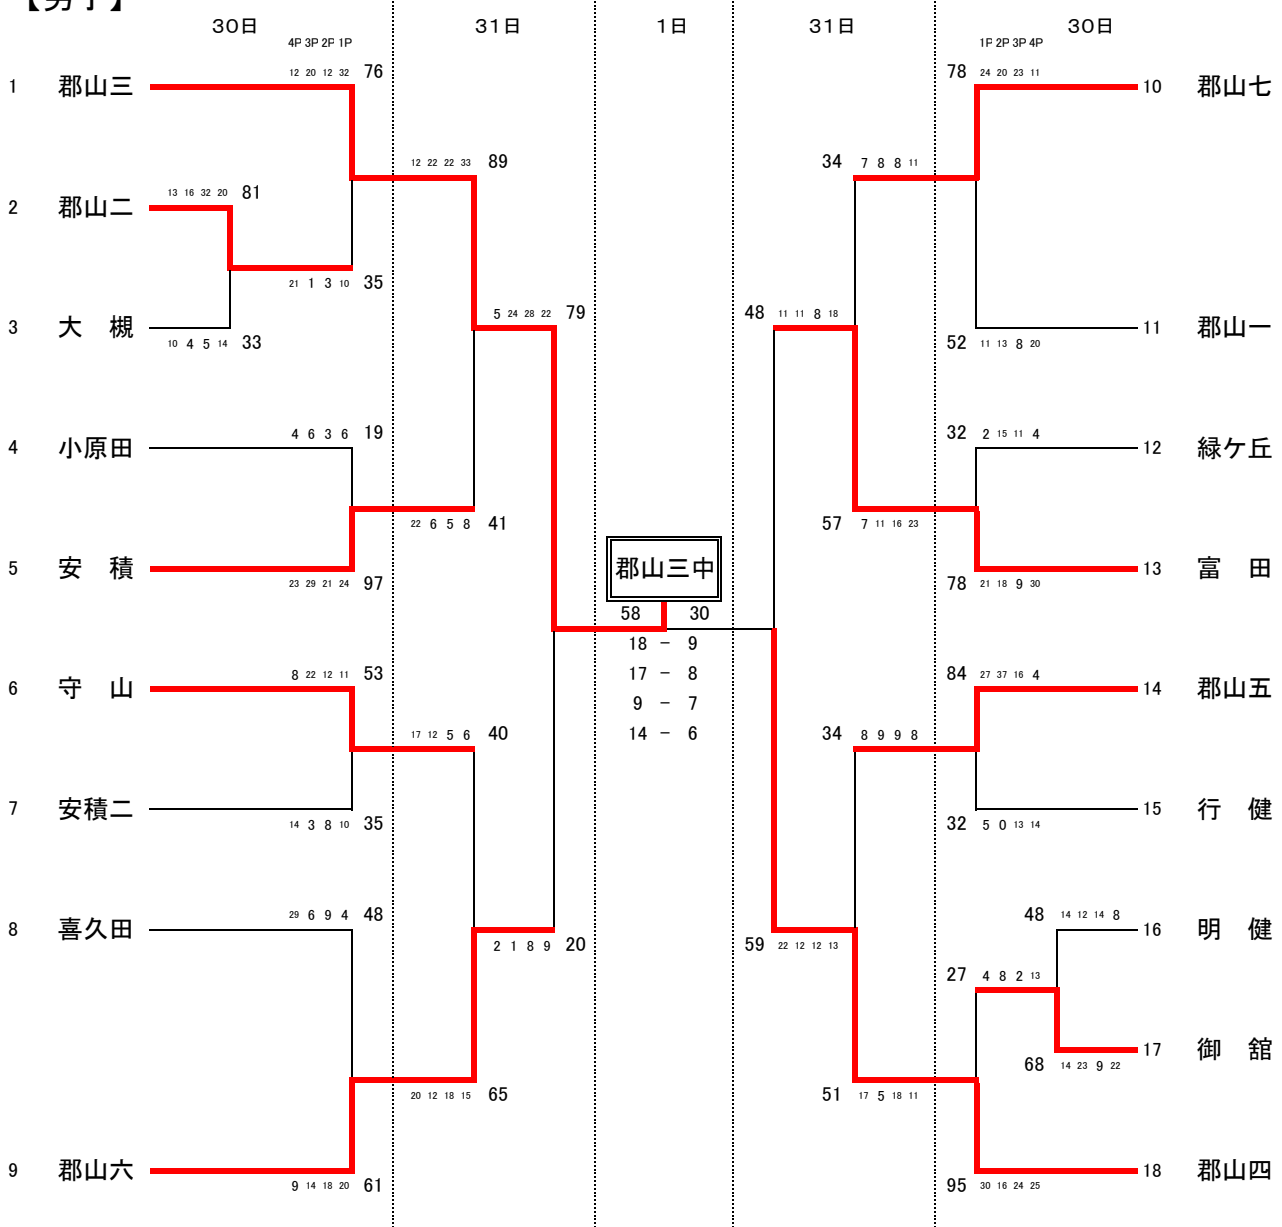 【男子】
30日 31日 1日 31日 30日
4P 3P 2P 1P 1P 2P 3P 4P
12 20 12 32 76 78 24 20 23 11
1 郡山三 10 郡山七
12 22 22 33 89 34 7 8 8 11
13 16 32 20 81
2 郡山二
21 1 3 10 35
5 24 28 22 79 48 11 11 8 18
3 大 槻 11 郡山一
10 4 5 14 33 52 11 13 8 20
4 6 3 6 19 32 2 15 11 4
4 小原田 12 緑ケ丘
22 6 5 8 41 57 7 11 16 23
5 安 積 郡山三中 13 富 田
23 29 21 24 97 78 21 18 9 30
58 30
18 - 9
8 22 12 11 53 17 - 8 84 27 37 16 4
6 守 山 14 郡山五
9 - 7
17 12 5 6 40 14 - 6 34 8 9 9 8
7 安積二 15 行 健
14 3 8 10 35 32 5 0 13 14
29 6 9 4 48 48 14 12 14 8
8 喜久田 16 明 健
2 1 8 9 20 59 22 12 12 13
27 4 8 2 13
17 御 舘
68 14 23 9 22
20 12 18 15 65 51 17 5 18 11
9 郡山六 18 郡山四
9 14 18 20 61 95 30 16 24 25